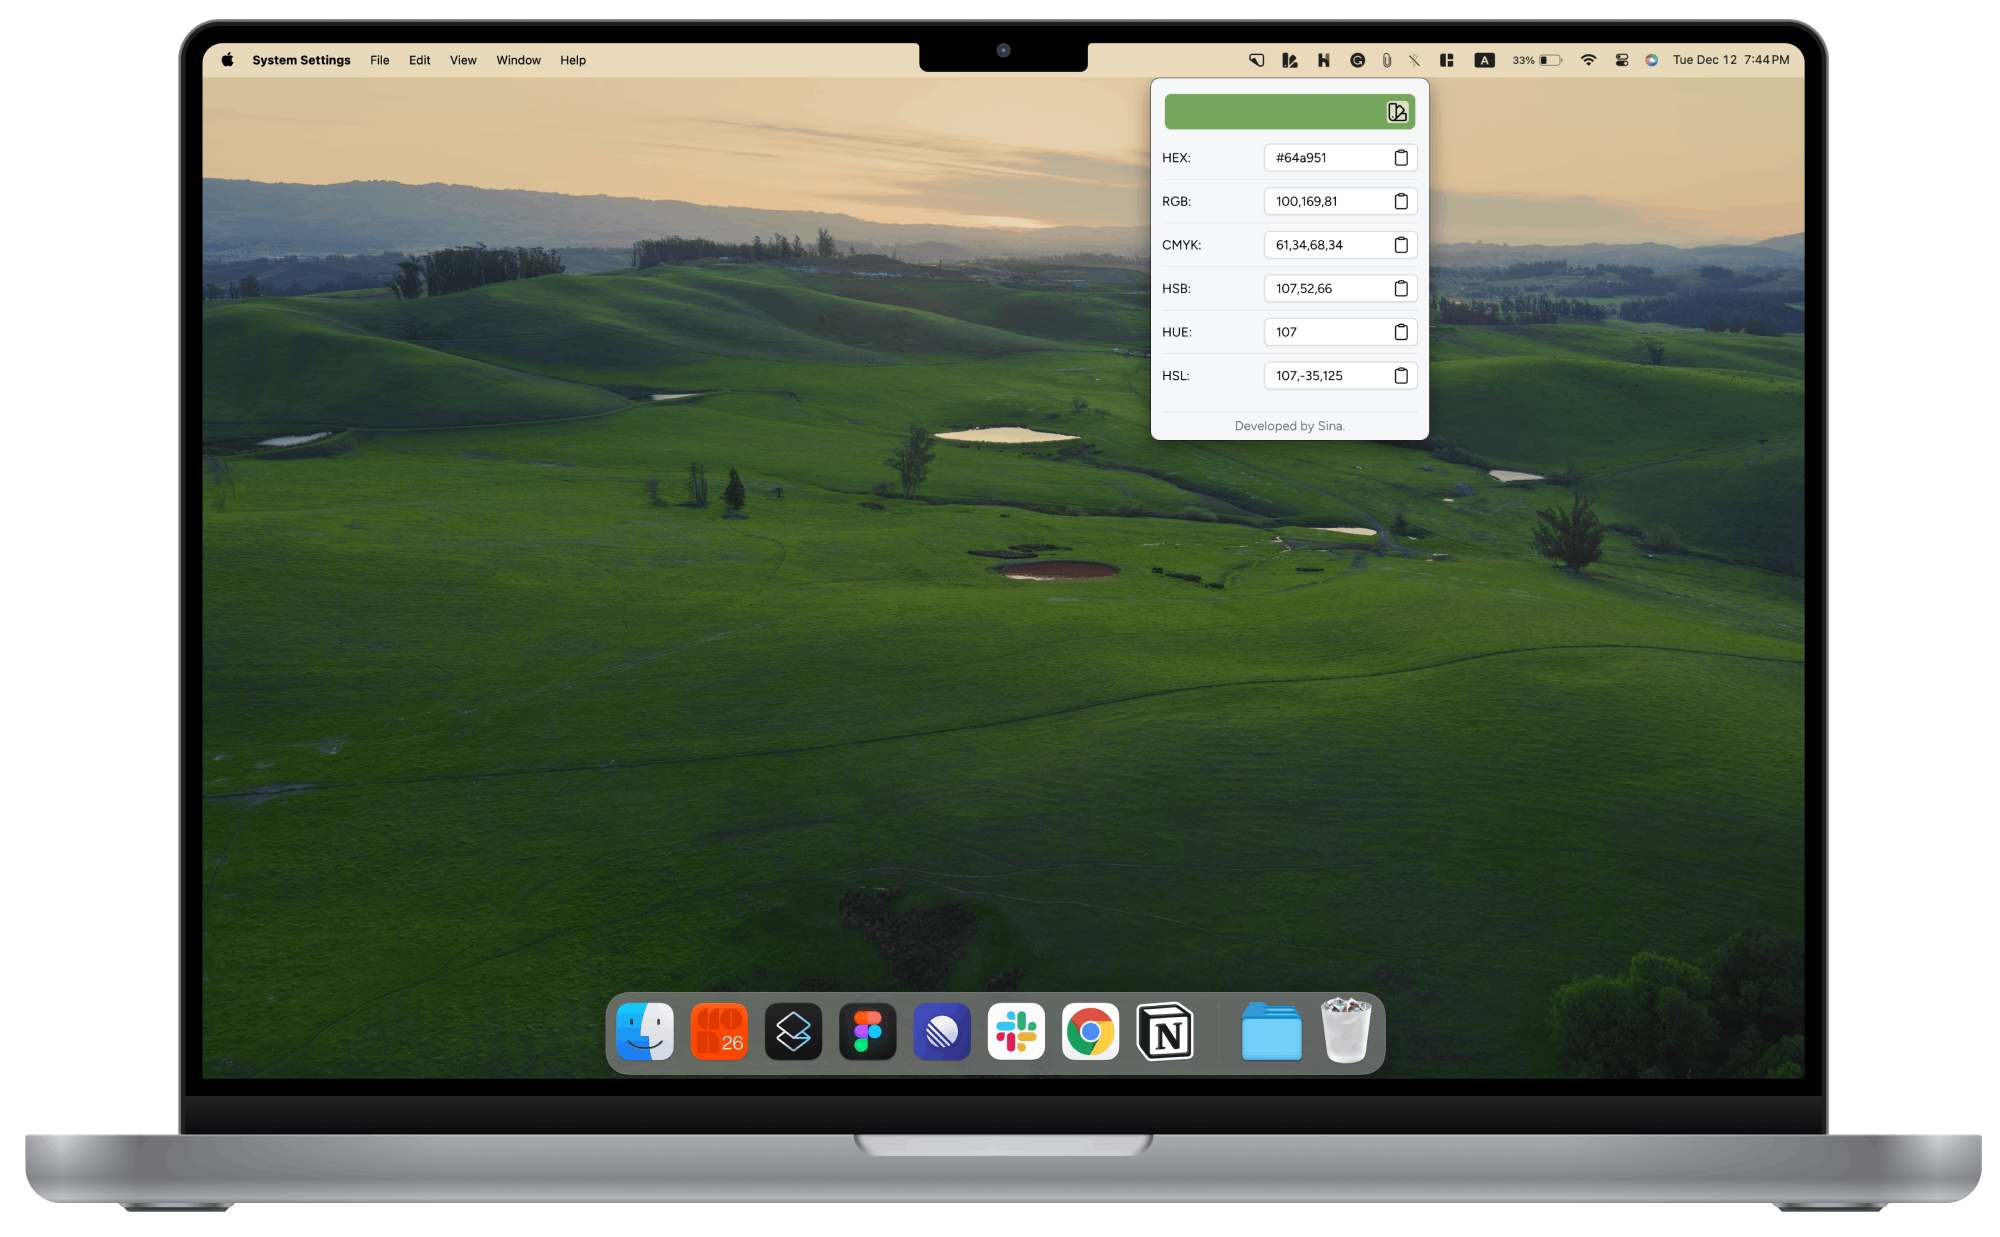 System Settings File Edit View Window Help
A 33% Tue Dec 12 7:44 PM
HEX: #64a951
RGB: 100,169,81
CMYK: 61,34,68,34
HSB: 107,52,66
HUE: 107
HSL: 107,-35,125
Developed by Sina.
26
N